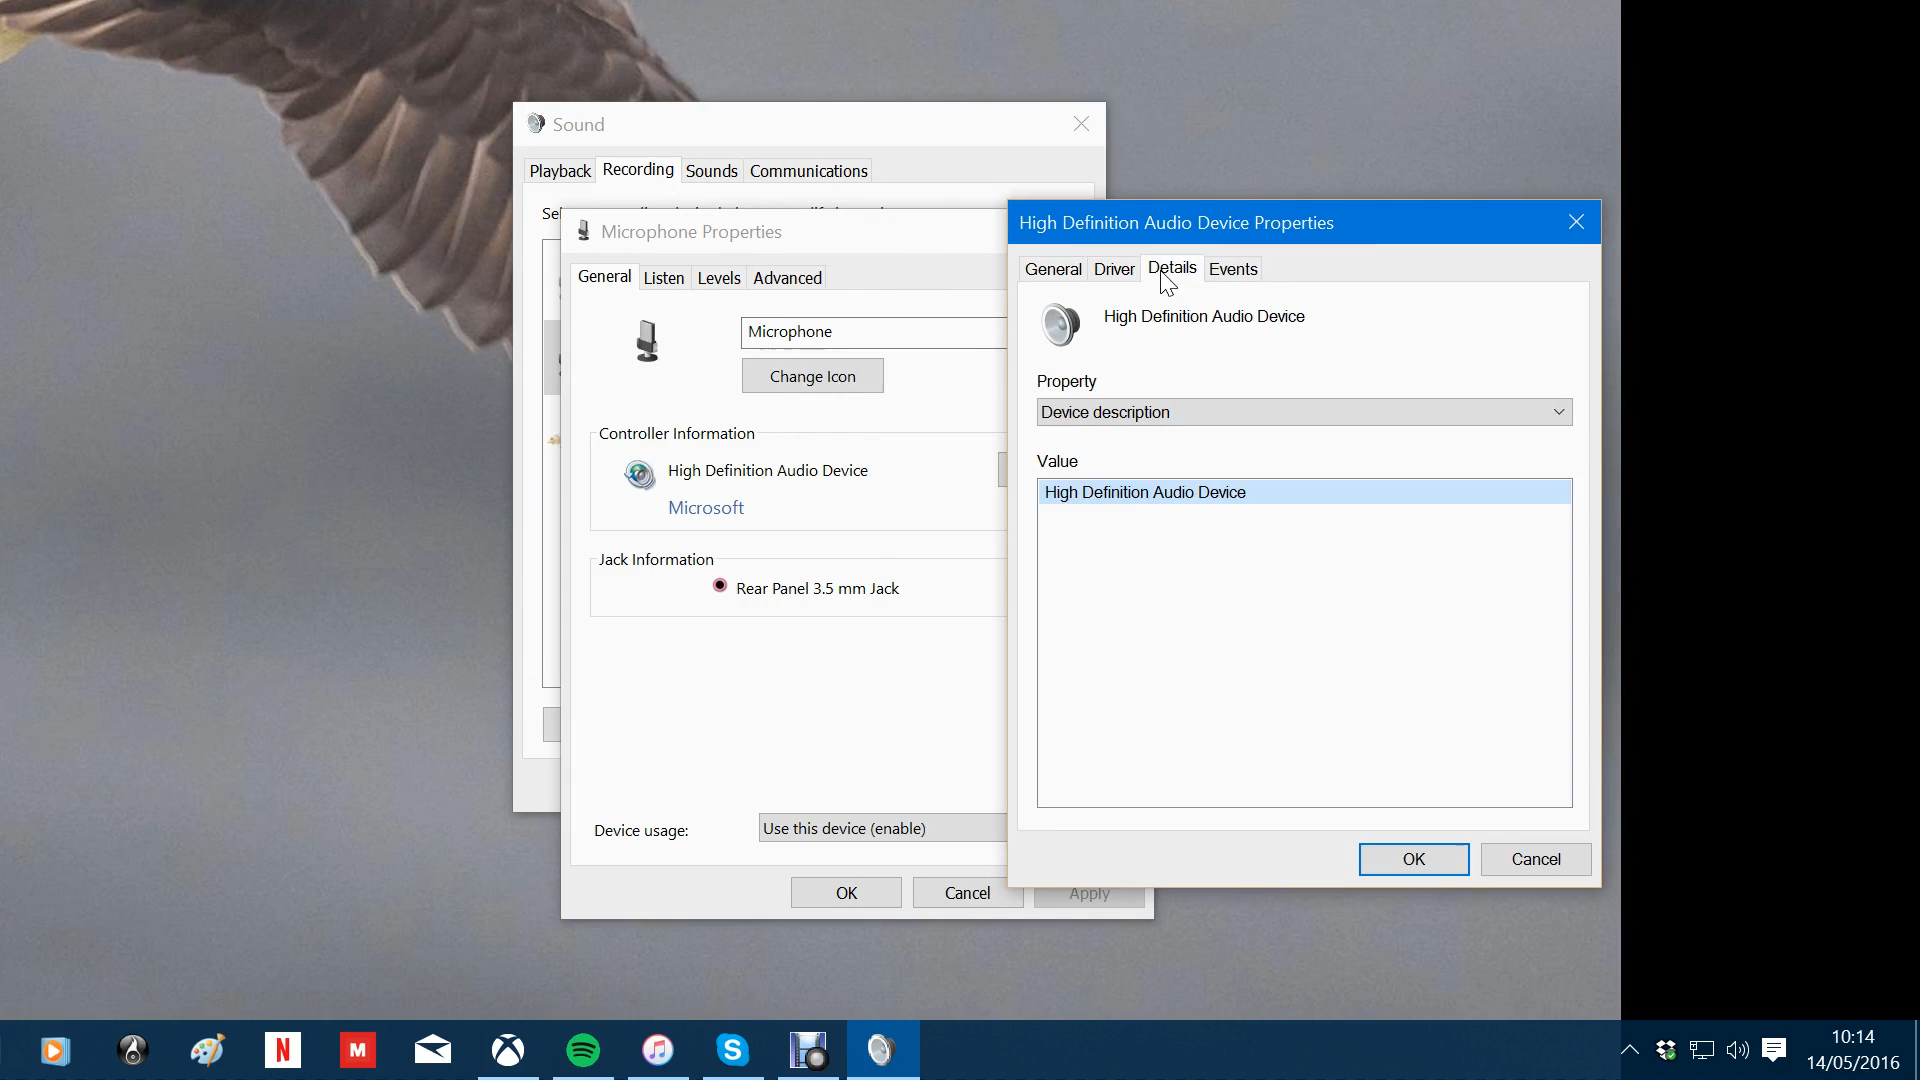 Sound
Playback Recording Sounds Communications
Microphone Properties
General Listen Levels Advanced
Microphone
Change Icon
Controller Information
High Definition Audio Device
Microsoft
Jack Information
Rear Panel 3.5 mm Jack
Device usage:
Use this device (enable)
OK Cancel Apply
High Definition Audio Device Properties
General Driver Details Events
High Definition Audio Device
Property
Device description
Value
High Definition Audio Device
OK Cancel
N M S
10:14
14/05/2016